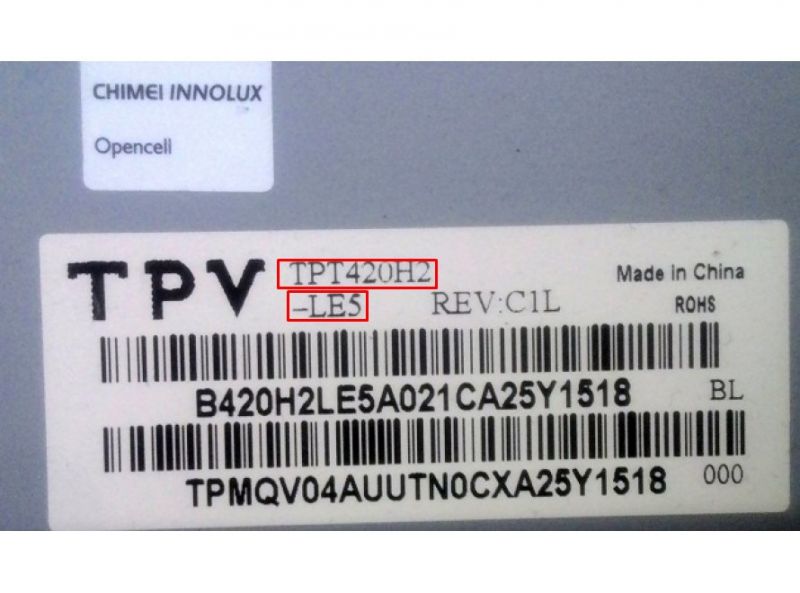 CHIMEI INNOLUX
Opencell
TPV TPT420H2 Made in China
-LE5 REV:C1L ROHS
B420H2LE5A021CA25Y1518 BL
TPMQV04AUUTN0CXA25Y1518 000